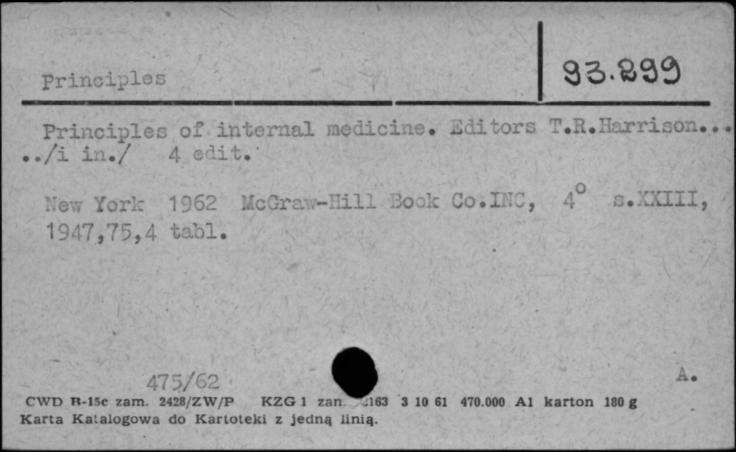 Principles
93.299
Principles of internal medicine. Editors T.R.Harrison...
../i in./ 4 edit.
New York 1962 McGraw-Hill Book Co.INC, 4° s.XXIII,
1947,75,4 tabl.
475/62
A.
CWD B-15c zam. 2428/ZW/P KZG 1 zam. 163 3 10 61 470.000 A1 karton 180 g
Karta Katalogowa do Kartoteki z jedną linią.